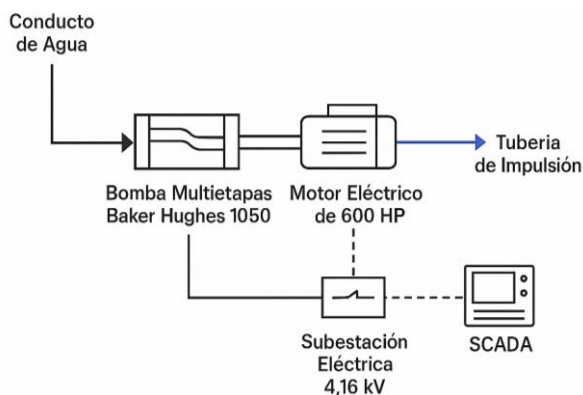 Conducto
de Agua
Bomba Multietapas
Baker Hughes 1050
Motor Eléctrico
de 600 HP
Tuberia
de Impulsión
Subestación
Eléctrica
4,16 kV
SCADA